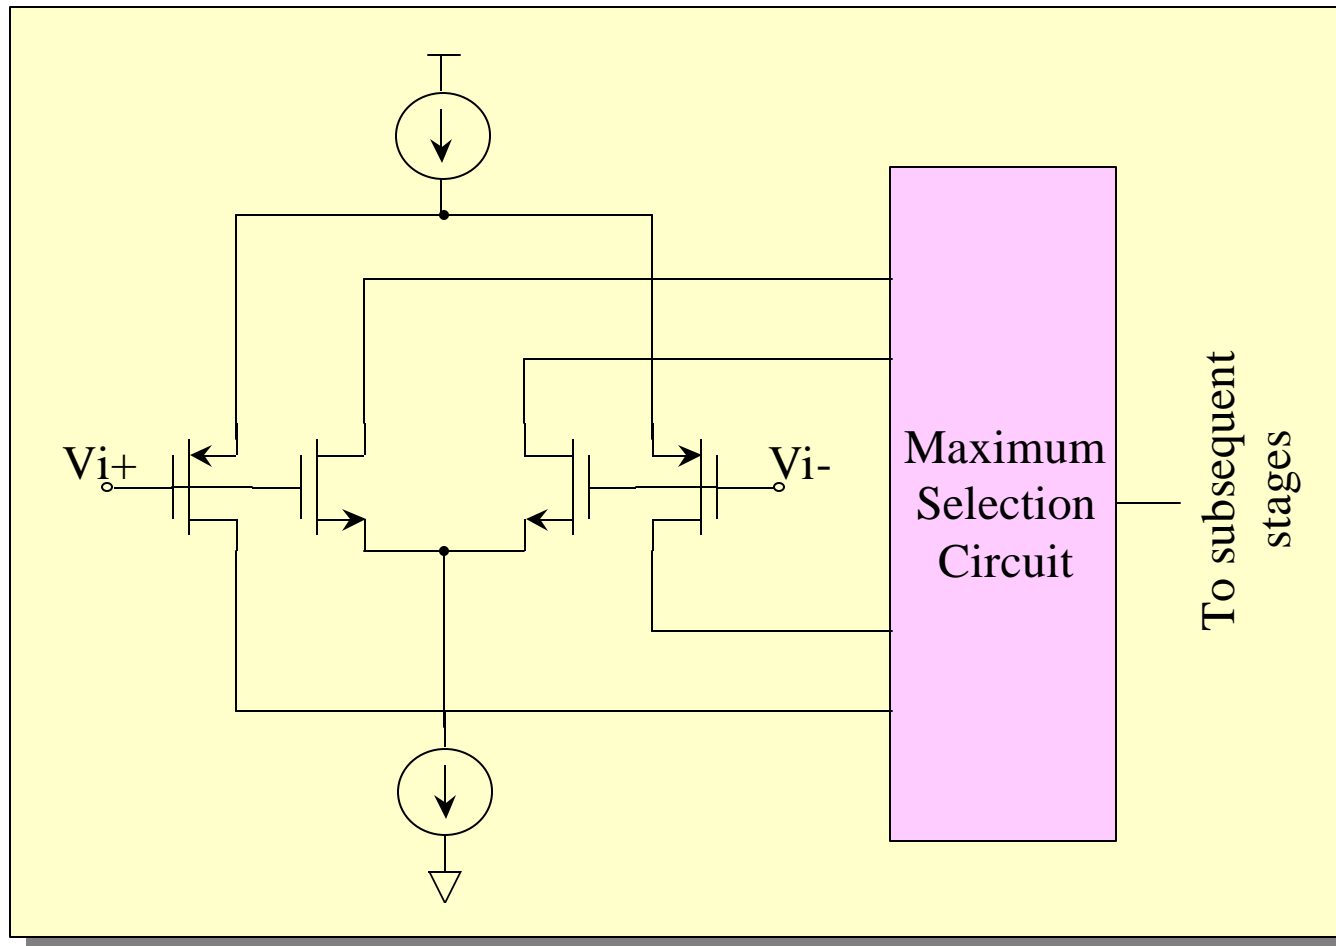 Vi+
Vi-
Maximum
Selection
Circuit
To subsequent
stages